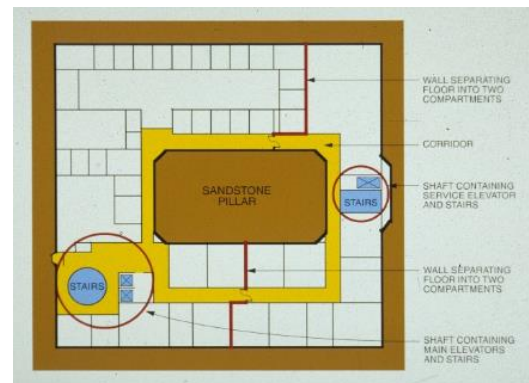 WALL SEPARATING
FLOOR INTO TWO
COMPARTMENTS
CORRIDOR
SANDSTONE
PILLAR
SHAFT CONTAINING
SERVICE ELEVATOR
AND STAIRS
STAIRS
WALL SEPARATING
FLOOR INTO TWO
COMPARTMENTS
STAIRS
SHAFT CONTAINING
MAIN ELEVATORS
AND STAIRS